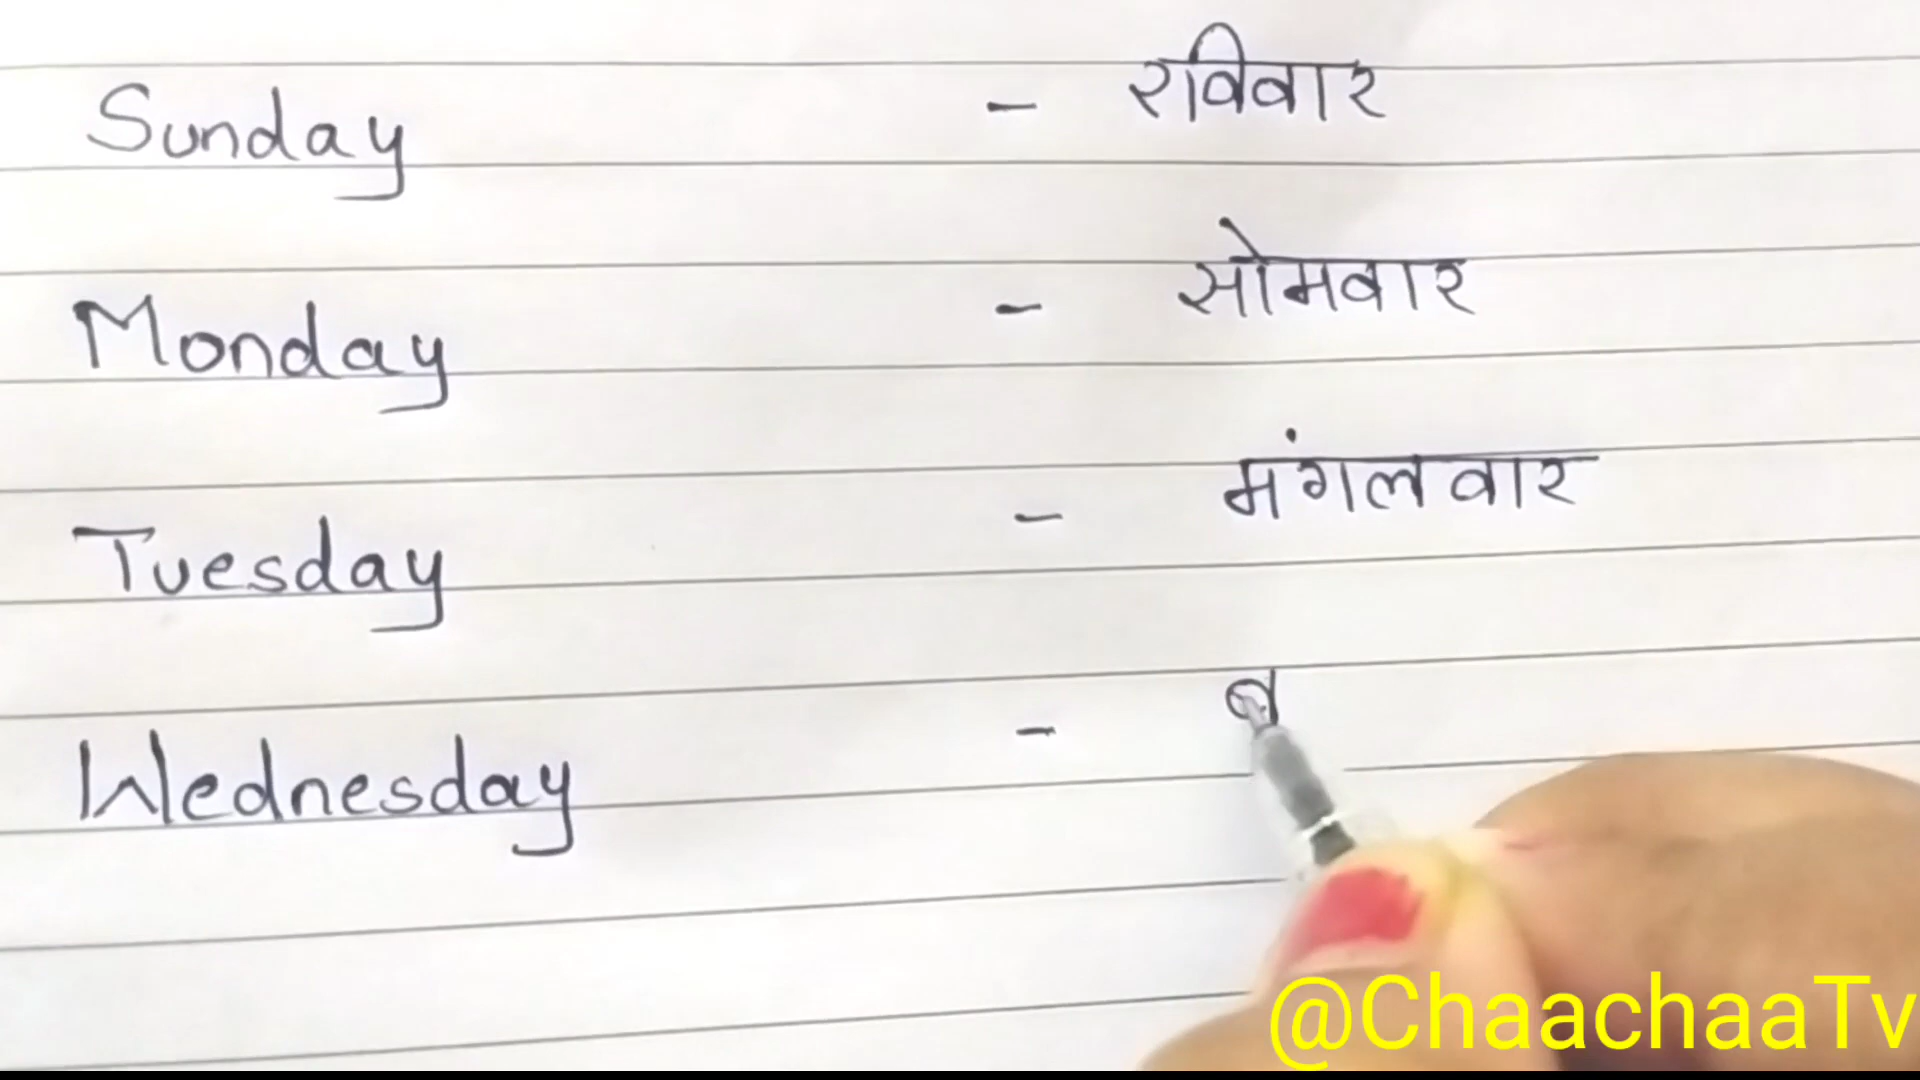 Sunday - रविवार
Monday - सोमवार
Tuesday - मंगलवार
Wednesday - ब
@ChaachaaTv